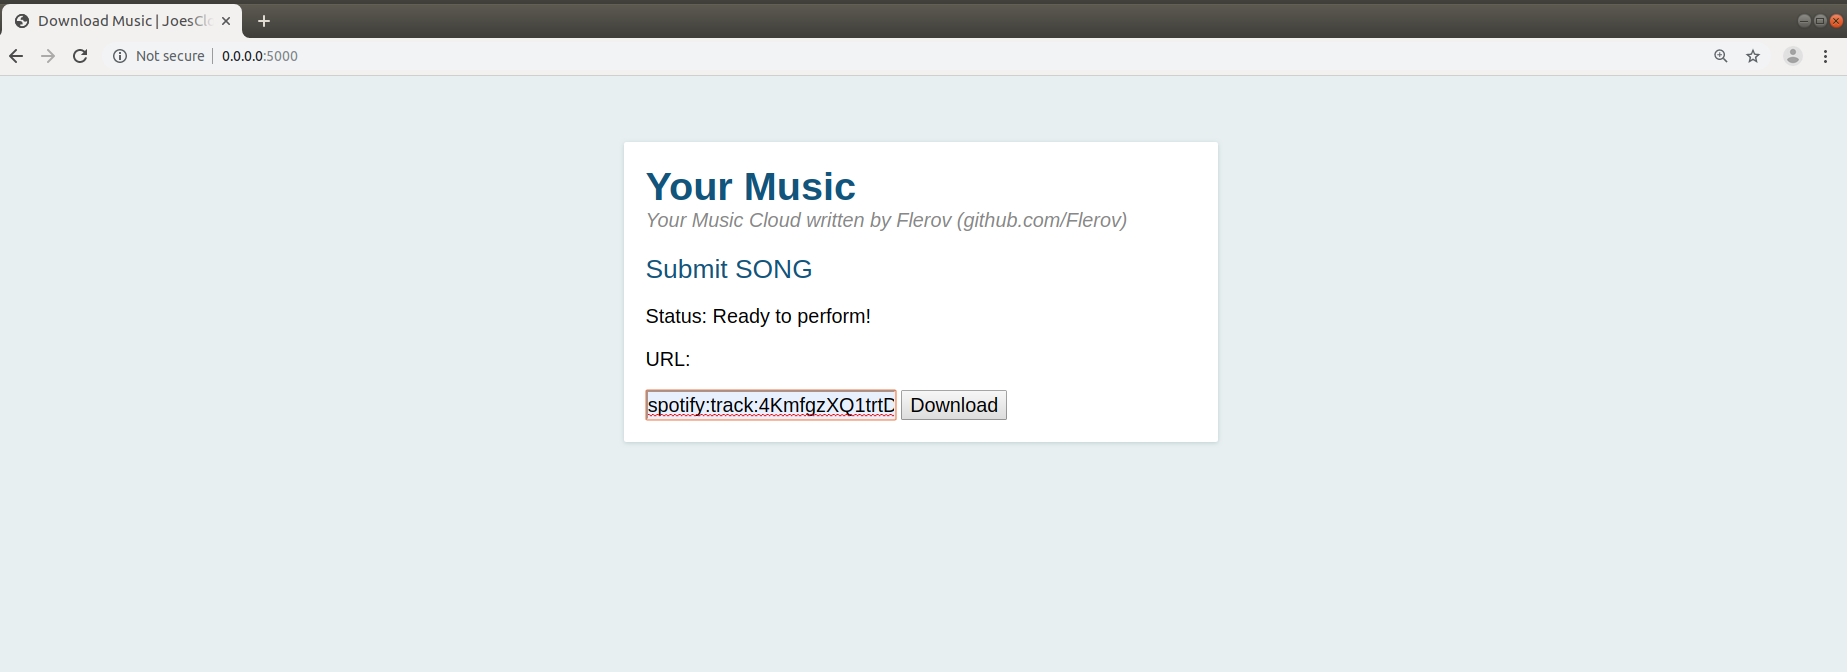 Download Music | JoesClo
Not secure | 0.0.0.0:5000
Your Music
Your Music Cloud written by Flerov (github.com/Flerov)
Submit SONG
Status: Ready to perform!
URL:
spotify:track:4KmfgzXQ1trtD Download